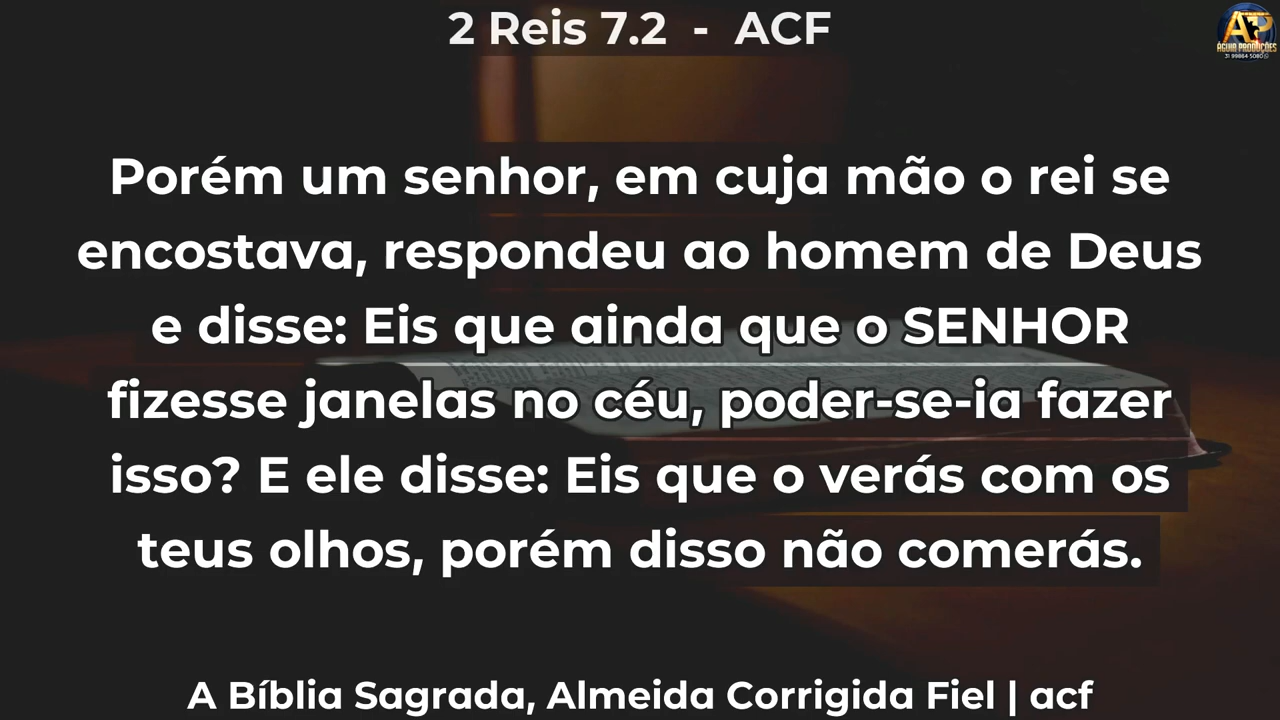 2 Reis 7.2 - ACF
ÁGUIA PRODUÇÕES
Porém um senhor, em cuja mão o rei se
encostava, respondeu ao homem de Deus
e disse: Eis que ainda que o SENHOR
fizesse janelas no céu, poder-se-ia fazer
isso? E ele disse: Eis que o verás com os
teus olhos, porém disso não comerás.
A Bíblia Sagrada, Almeida Corrigida Fiel | acf